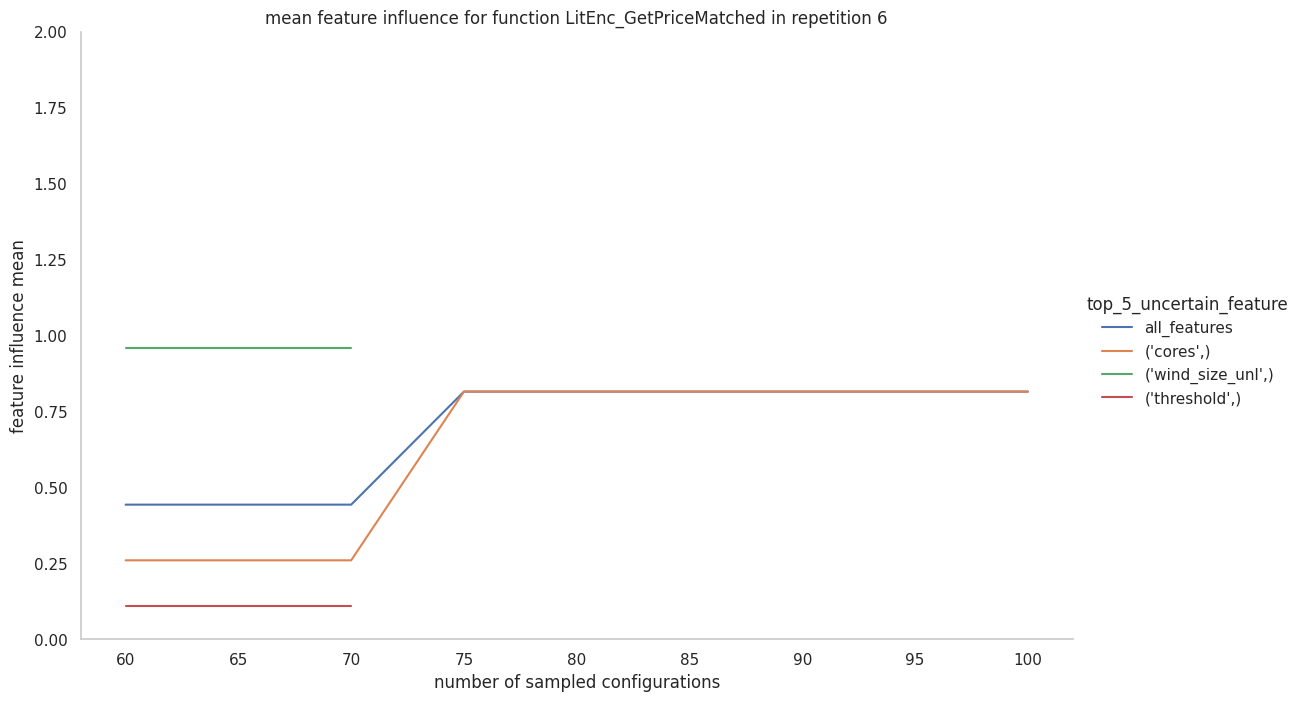 mean feature influence for function LitEnc_GetPriceMatched in repetition 6
2.00
1.75
1.50
1.25
1.00
0.75
0.50
0.25
0.00
feature influence mean
60 65 70 75 80 85 90 95 100
number of sampled configurations
top_5_uncertain_feature
all_features
('cores',)
('wind_size_unl',)
('threshold',)